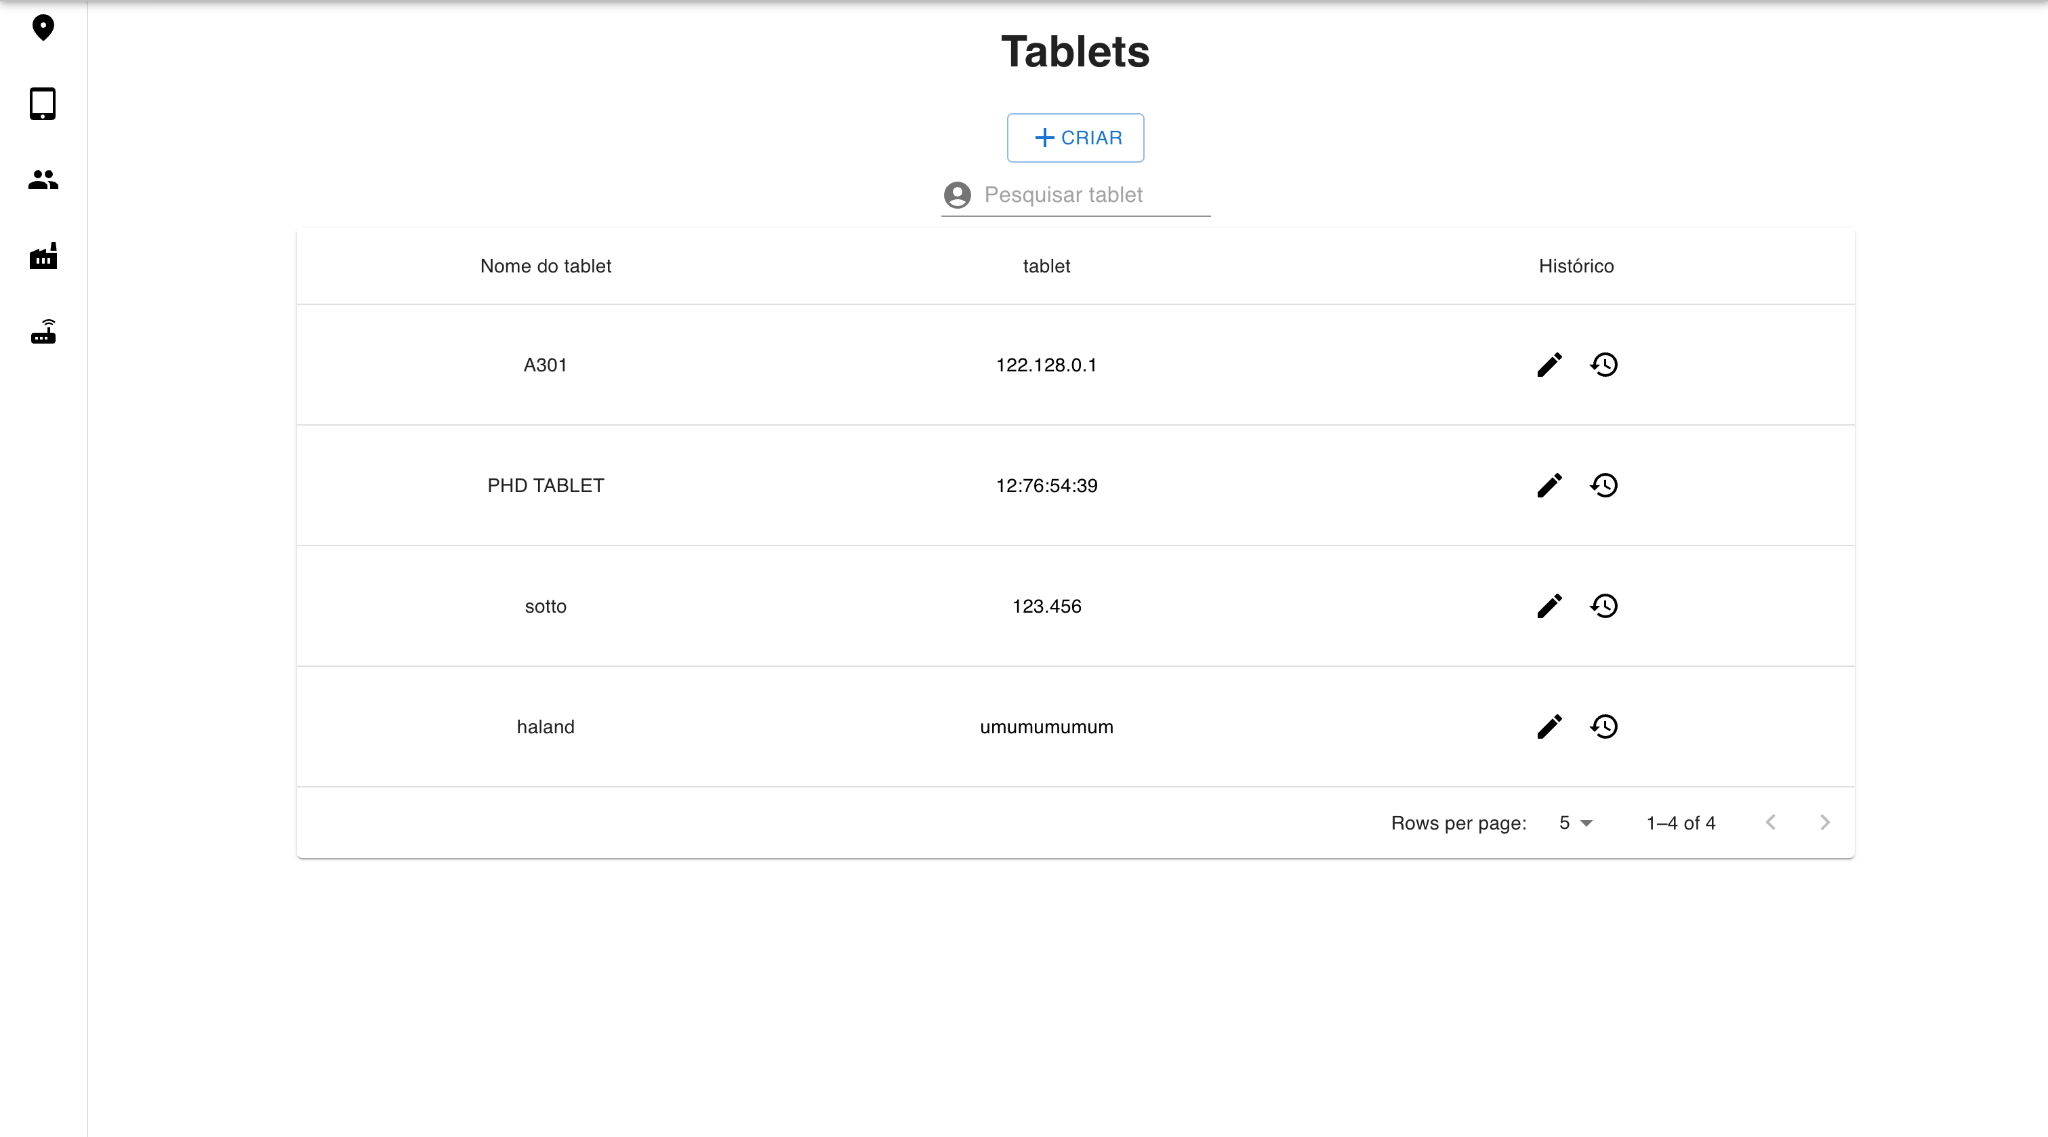 Tablets
CRIAR
Pesquisar tablet
Nome do tablet tablet Histórico
A301 122.128.0.1
PHD TABLET 12:76:54:39
sotto 123.456
haland umumumumum
Rows per page: 5 1–4 of 4